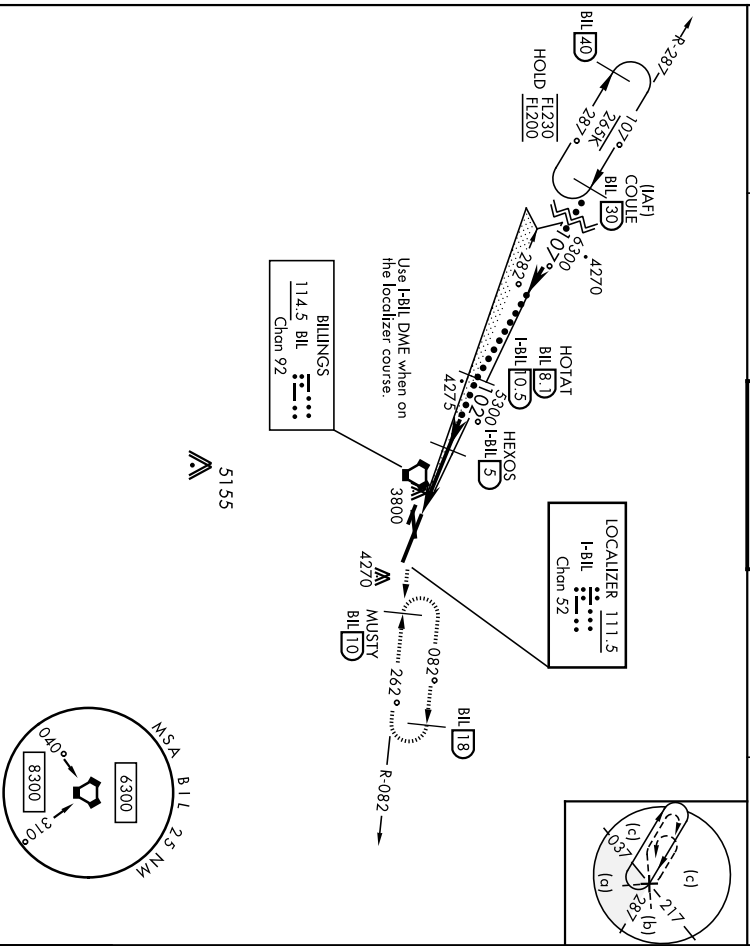 R-287
BIL 40
HOLD FL230
FL200
107°
265K
287°
(IAF)
COULE
BIL 30
6300
107°
4270
282°
HOTAT
BIL 8.1
I-BIL 10.5
5300
102°
4275
HEXOS
I-BIL 5
Use I-BIL DME when on
the localizer course.
BILLINGS
114.5 BIL
Chan 92
3800
5155
LOCALIZER 111.5
I-BIL
Chan 52
4270
MUSTY
BIL 10
082°
262°
BIL 18
R-082
MSA BIL 25 NM
6300
8300
040°
310°
(c)
(c)
037
(a)
287
(b)
217